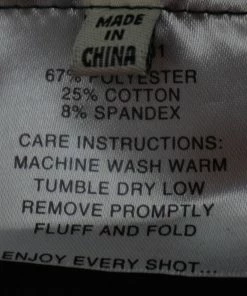 MADE
IN
CHINA
67% POLYESTER
25% COTTON
8% SPANDEX
CARE INSTRUCTIONS:
MACHINE WASH WARM
TUMBLE DRY LOW
REMOVE PROMPTLY
FLUFF AND FOLD
ENJOY EVERY SHOT...